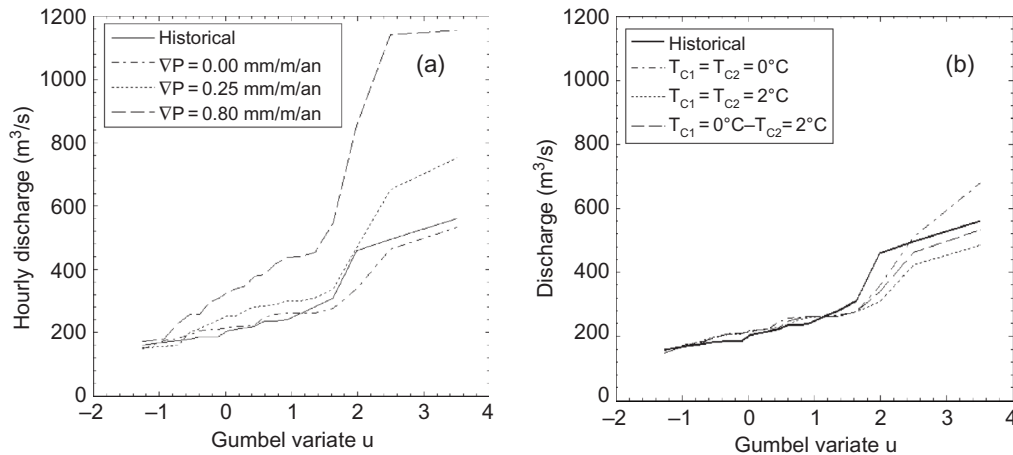 1200
1000
800
600
400
200
0
Hourly discharge (m³/s)
Historical
∇P = 0.00 mm/m/an
∇P = 0.25 mm/m/an
∇P = 0.80 mm/m/an
(a)
–2 –1 0 1 2 3 4
Gumbel variate u
1200
1000
800
600
400
200
0
Discharge (m³/s)
Historical
T_C1 = T_C2 = 0°C
T_C1 = T_C2 = 2°C
T_C1 = 0°C–T_C2 = 2°C
(b)
–2 –1 0 1 2 3 4
Gumbel variate u